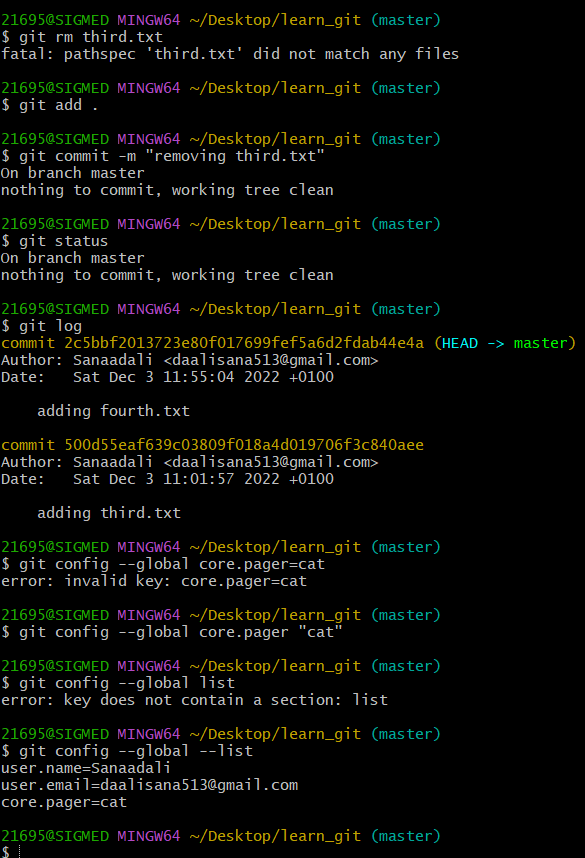 21695@SIGMED MINGW64 ~/Desktop/learn_git (master)
$ git rm third.txt
fatal: pathspec 'third.txt' did not match any files
21695@SIGMED MINGW64 ~/Desktop/learn_git (master)
$ git add .
21695@SIGMED MINGW64 ~/Desktop/learn_git (master)
$ git commit -m "removing third.txt"
On branch master
nothing to commit, working tree clean
21695@SIGMED MINGW64 ~/Desktop/learn_git (master)
$ git status
On branch master
nothing to commit, working tree clean
21695@SIGMED MINGW64 ~/Desktop/learn_git (master)
$ git log
commit 2c5bbf2013723e80f017699fef5a6d2fdab44e4a (HEAD -> master)
Author: Sanaadali <daalisana513@gmail.com>
Date:   Sat Dec 3 11:55:04 2022 +0100
    adding fourth.txt
commit 500d55eaf639c03809f018a4d019706f3c840aee
Author: Sanaadali <daalisana513@gmail.com>
Date:   Sat Dec 3 11:01:57 2022 +0100
    adding third.txt
21695@SIGMED MINGW64 ~/Desktop/learn_git (master)
$ git config --global core.pager=cat
error: invalid key: core.pager=cat
21695@SIGMED MINGW64 ~/Desktop/learn_git (master)
$ git config --global core.pager "cat"
21695@SIGMED MINGW64 ~/Desktop/learn_git (master)
$ git config --global list
error: key does not contain a section: list
21695@SIGMED MINGW64 ~/Desktop/learn_git (master)
$ git config --global --list
user.name=Sanaadali
user.email=daalisana513@gmail.com
core.pager=cat
21695@SIGMED MINGW64 ~/Desktop/learn_git (master)
$